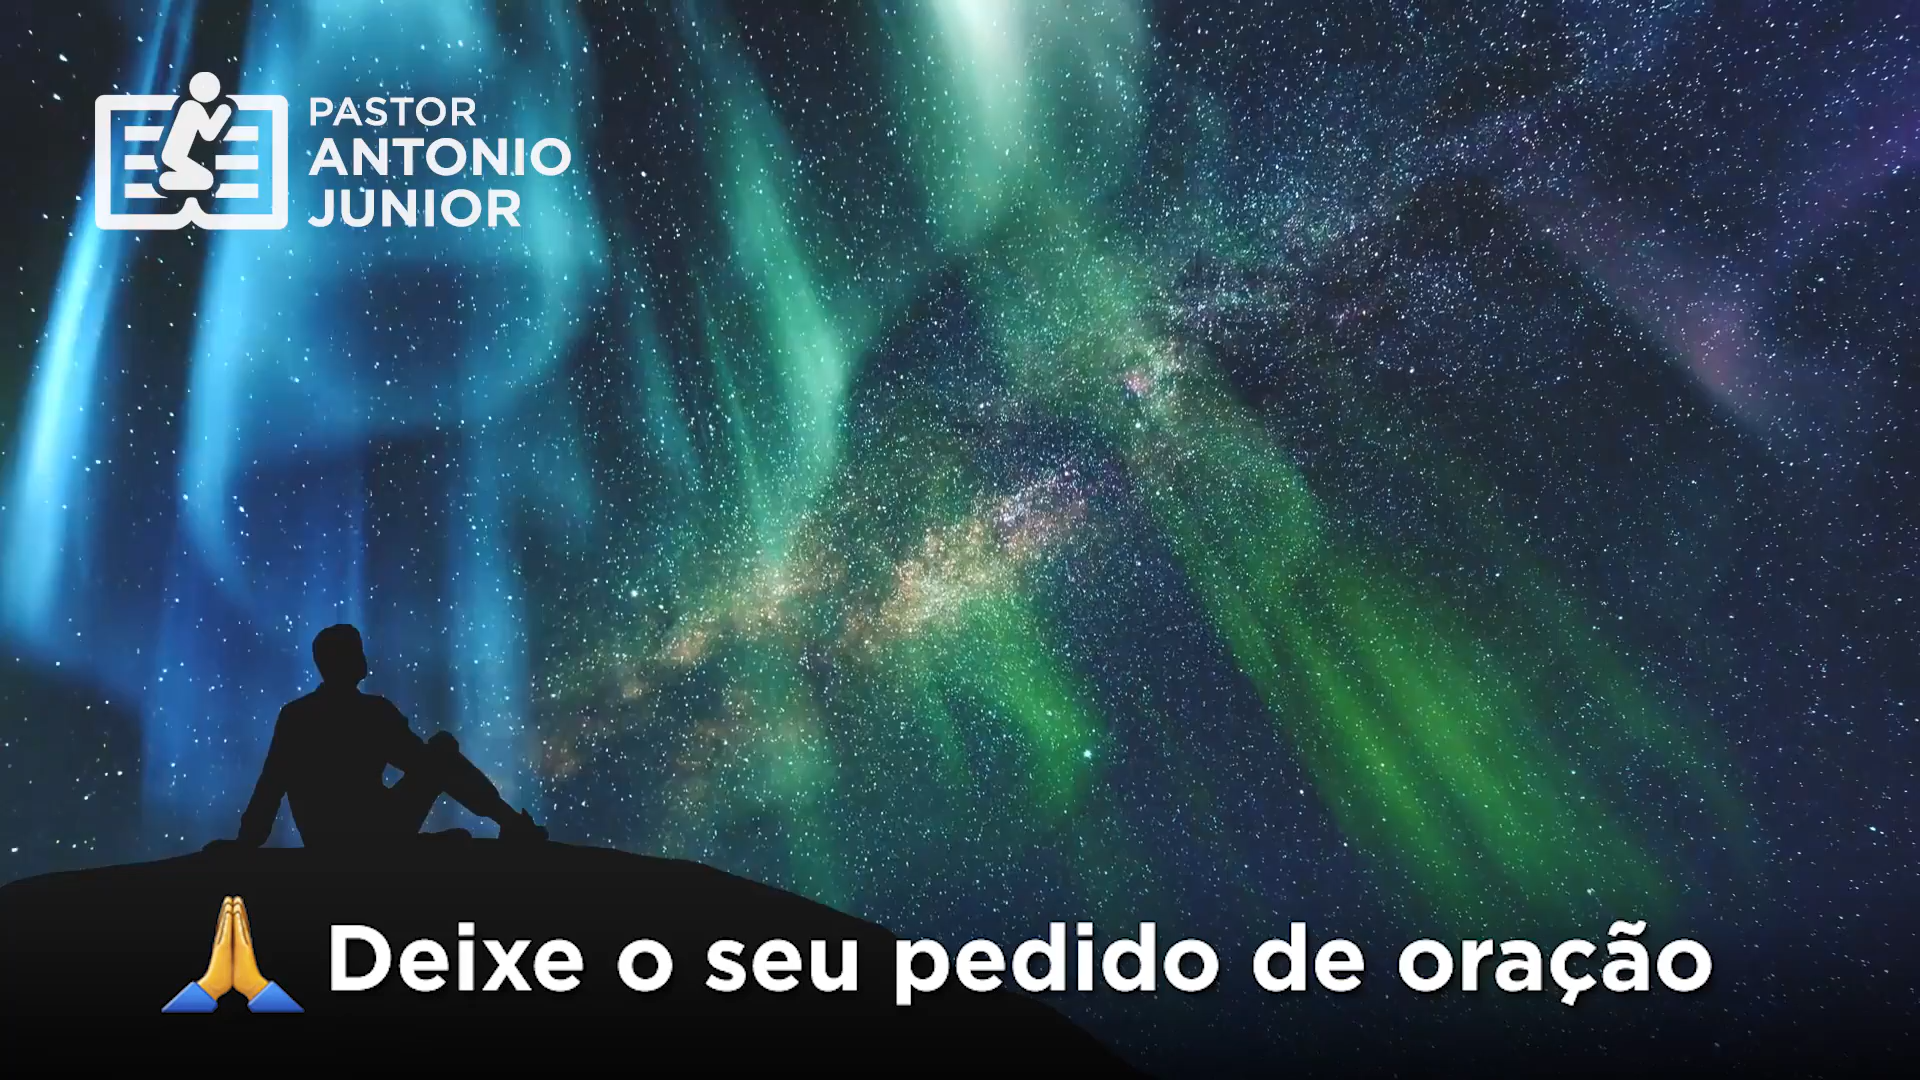 PASTOR
ANTONIO
JUNIOR
🙏 Deixe o seu pedido de oração